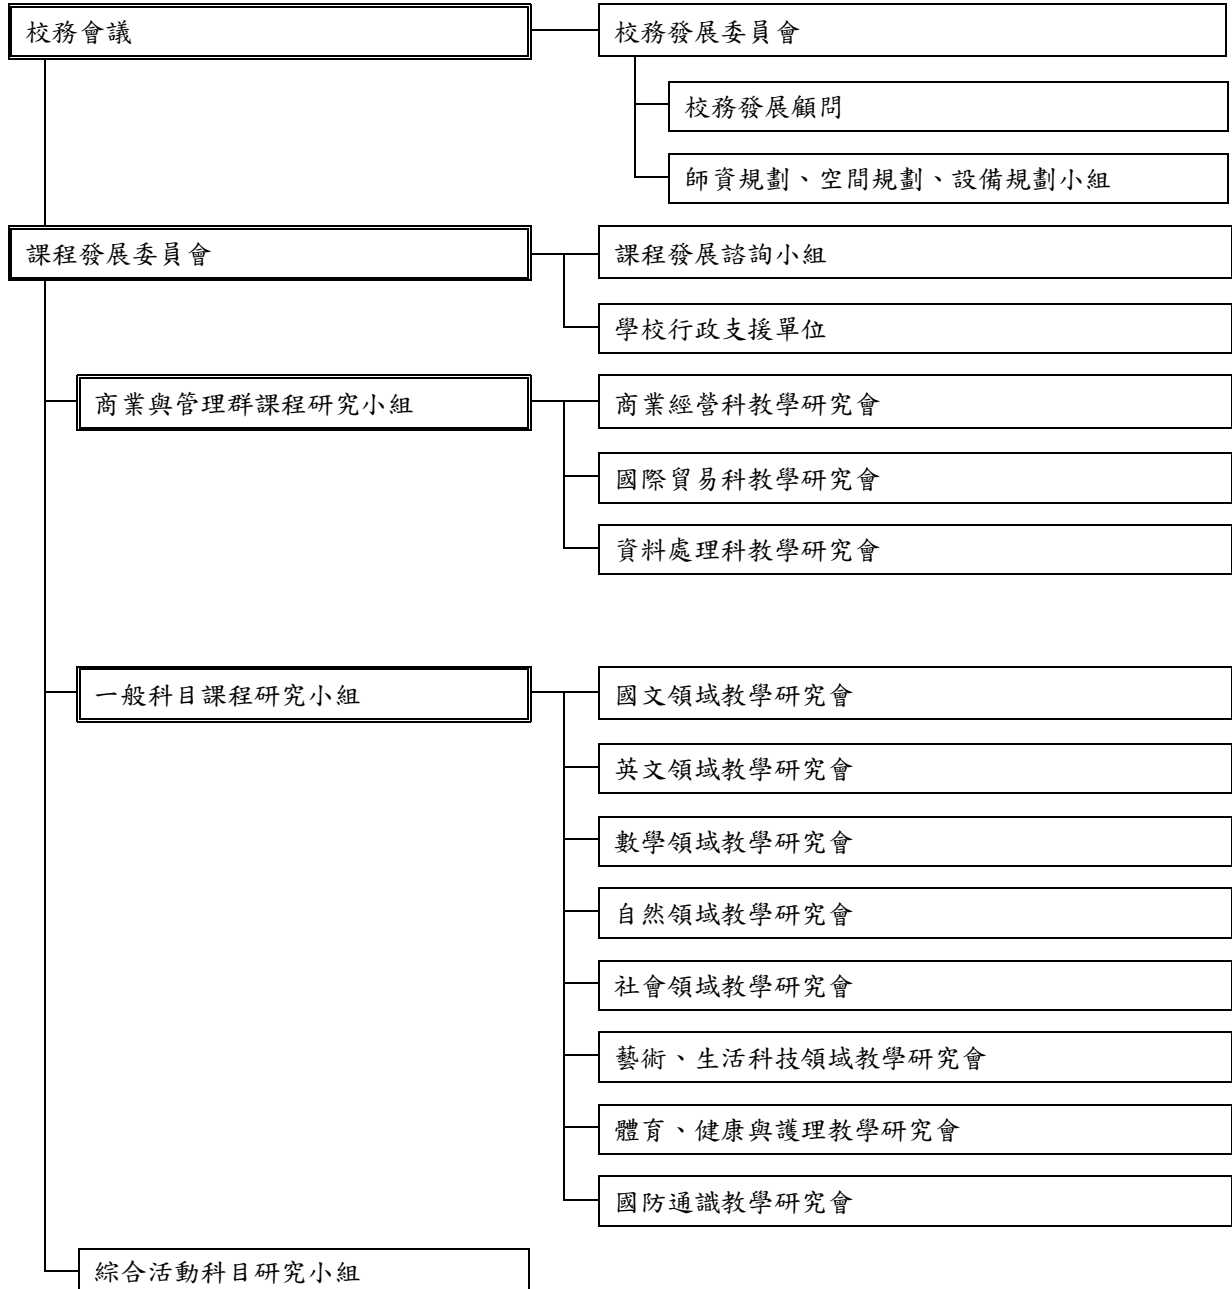 校務會議
校務發展委員會
校務發展顧問
師資規劃、空間規劃、設備規劃小組
課程發展委員會
課程發展諮詢小組
學校行政支援單位
商業與管理群課程研究小組
商業經營科教學研究會
國際貿易科教學研究會
資料處理科教學研究會
一般科目課程研究小組
國文領域教學研究會
英文領域教學研究會
數學領域教學研究會
自然領域教學研究會
社會領域教學研究會
藝術、生活科技領域教學研究會
體育、健康與護理教學研究會
國防通識教學研究會
綜合活動科目研究小組